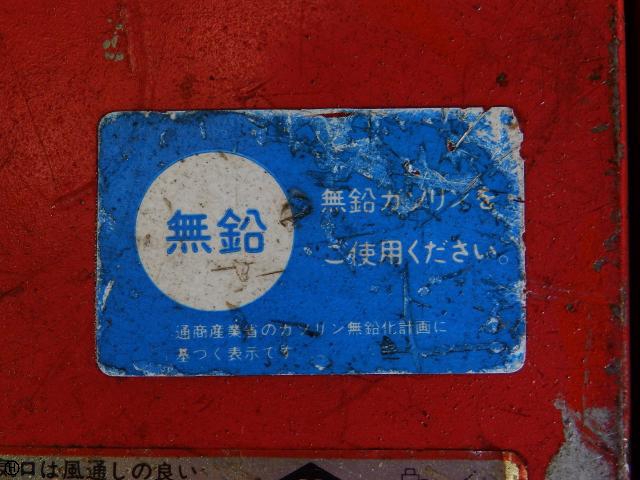 無鉛
無鉛ガソリンを
ご使用ください。
通商産業省のガソリン無鉛化計画に
基づく表示です
口は風通しの良い